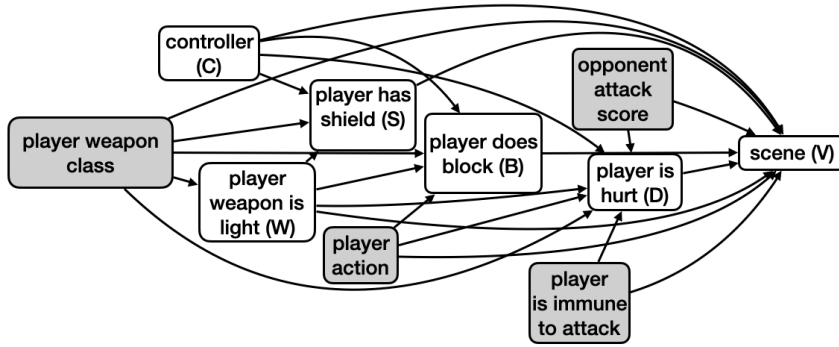 controller
(C)
opponent
attack
score
player has
shield (S)
player weapon
class
player does
block (B)
scene (V)
player
weapon is
light (W)
player is
hurt (D)
player
action
player
is immune
to attack